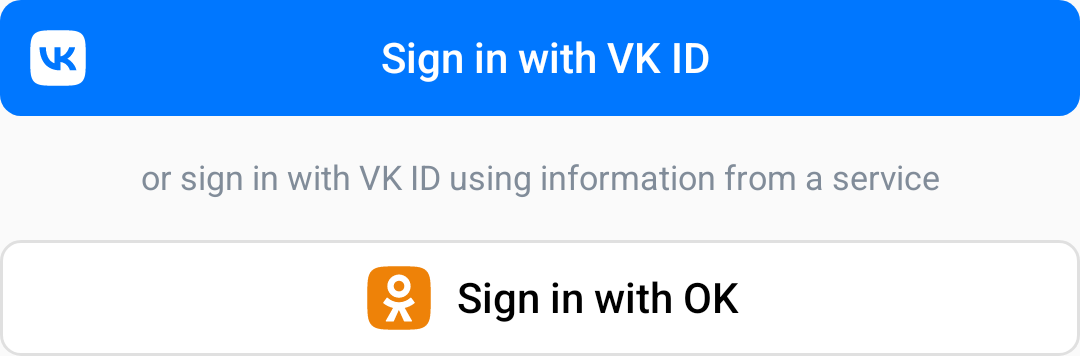 VK
Sign in with VK ID
or sign in with VK ID using information from a service
Sign in with OK